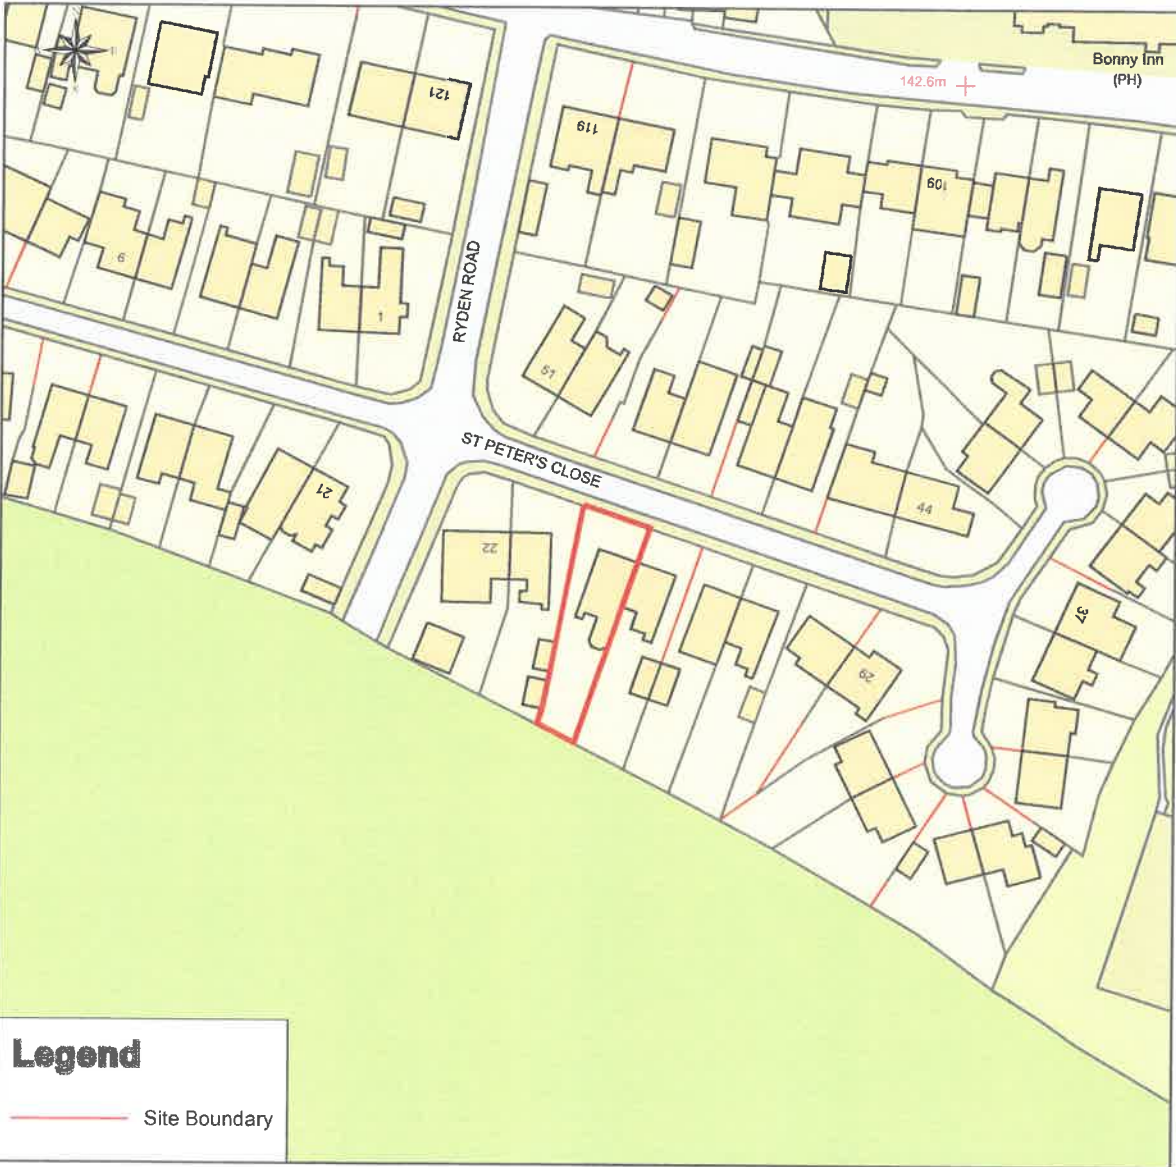 Bonny Inn
(PH)
142.6m
121
119
109
6
1
RYDEN ROAD
51
ST PETER'S CLOSE
21
44
22
37
29
Legend
Site Boundary